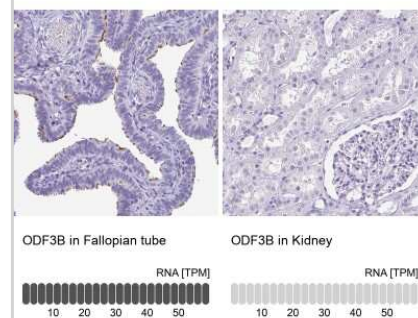 ODF3B in Fallopian tube
RNA [TPM]
10 20 30 40 50
ODF3B in Kidney
RNA [TPM]
10 20 30 40 50